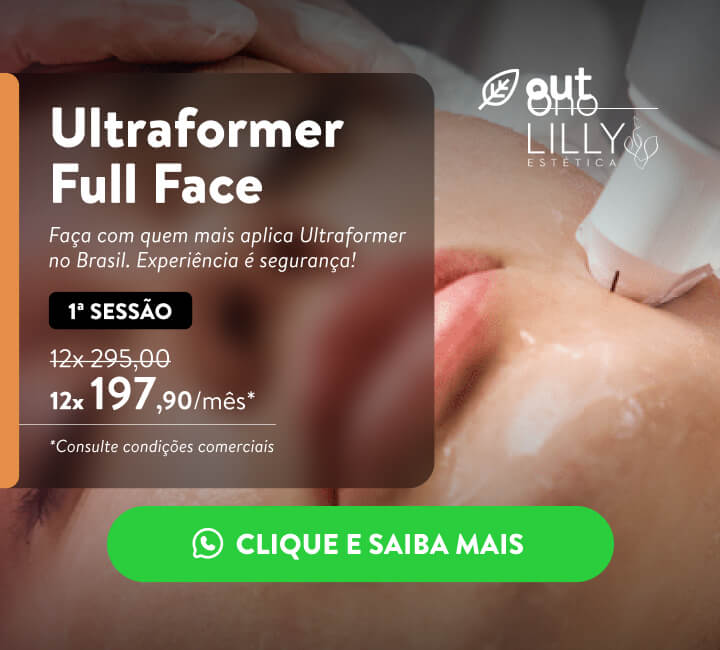 Ultraformer
Full Face
Faça com quem mais aplica Ultraformer
no Brasil. Experiência é segurança!
1ª SESSÃO
12x 295,00
12x 197,90/mês*
*Consulte condições comerciais
out
ono
LILLY
ESTÉTICA
CLIQUE E SAIBA MAIS